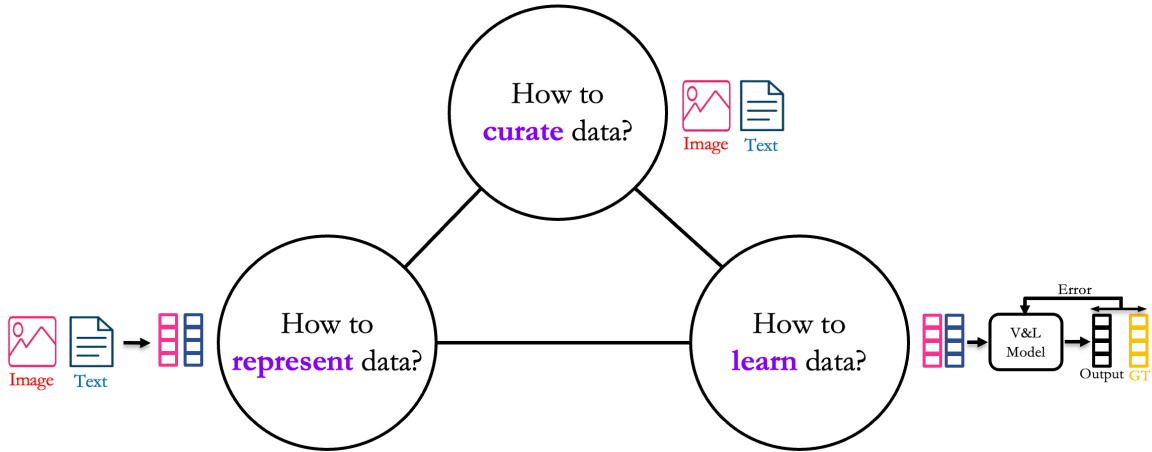 How to
curate data?
Image
Text
How to
represent data?
Image
Text
How to
learn data?
Error
V&L
Model
Output
GT